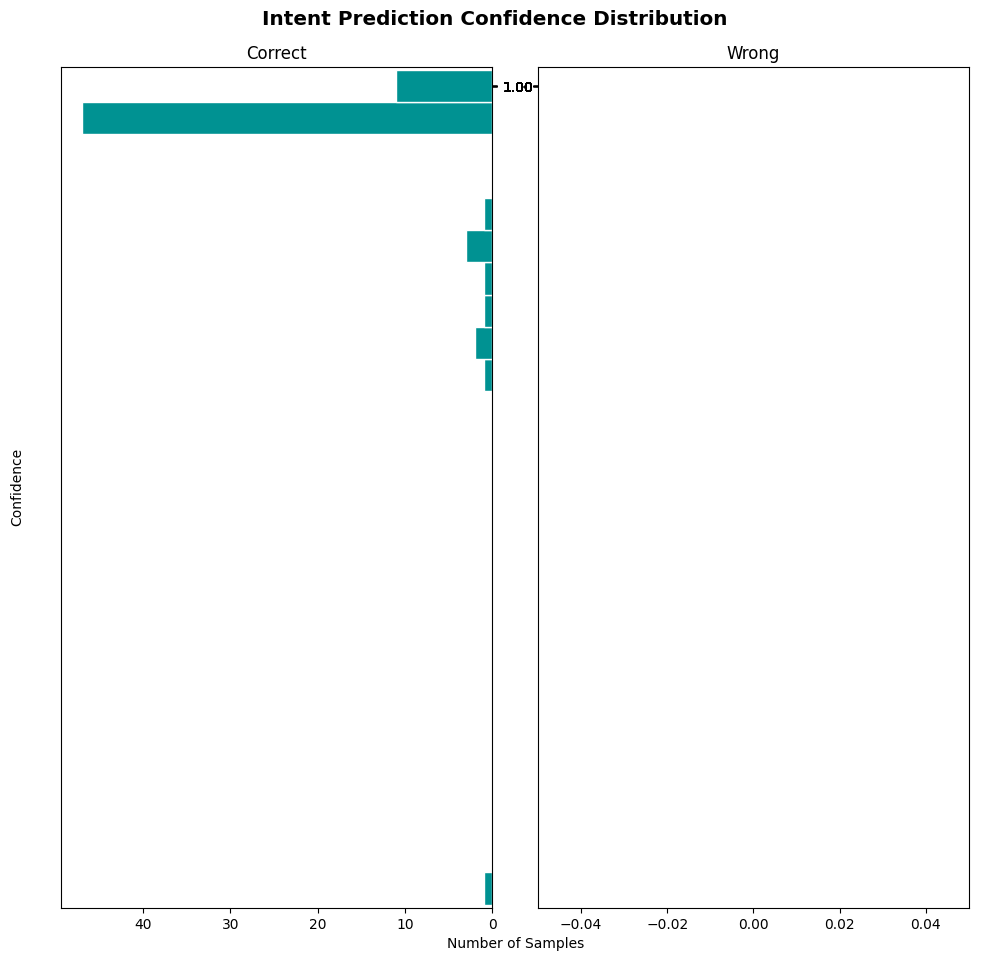 Intent Prediction Confidence Distribution
Correct
Wrong
1.00
Confidence
40 30 20 10 0
−0.04 −0.02 0.00 0.02 0.04
Number of Samples